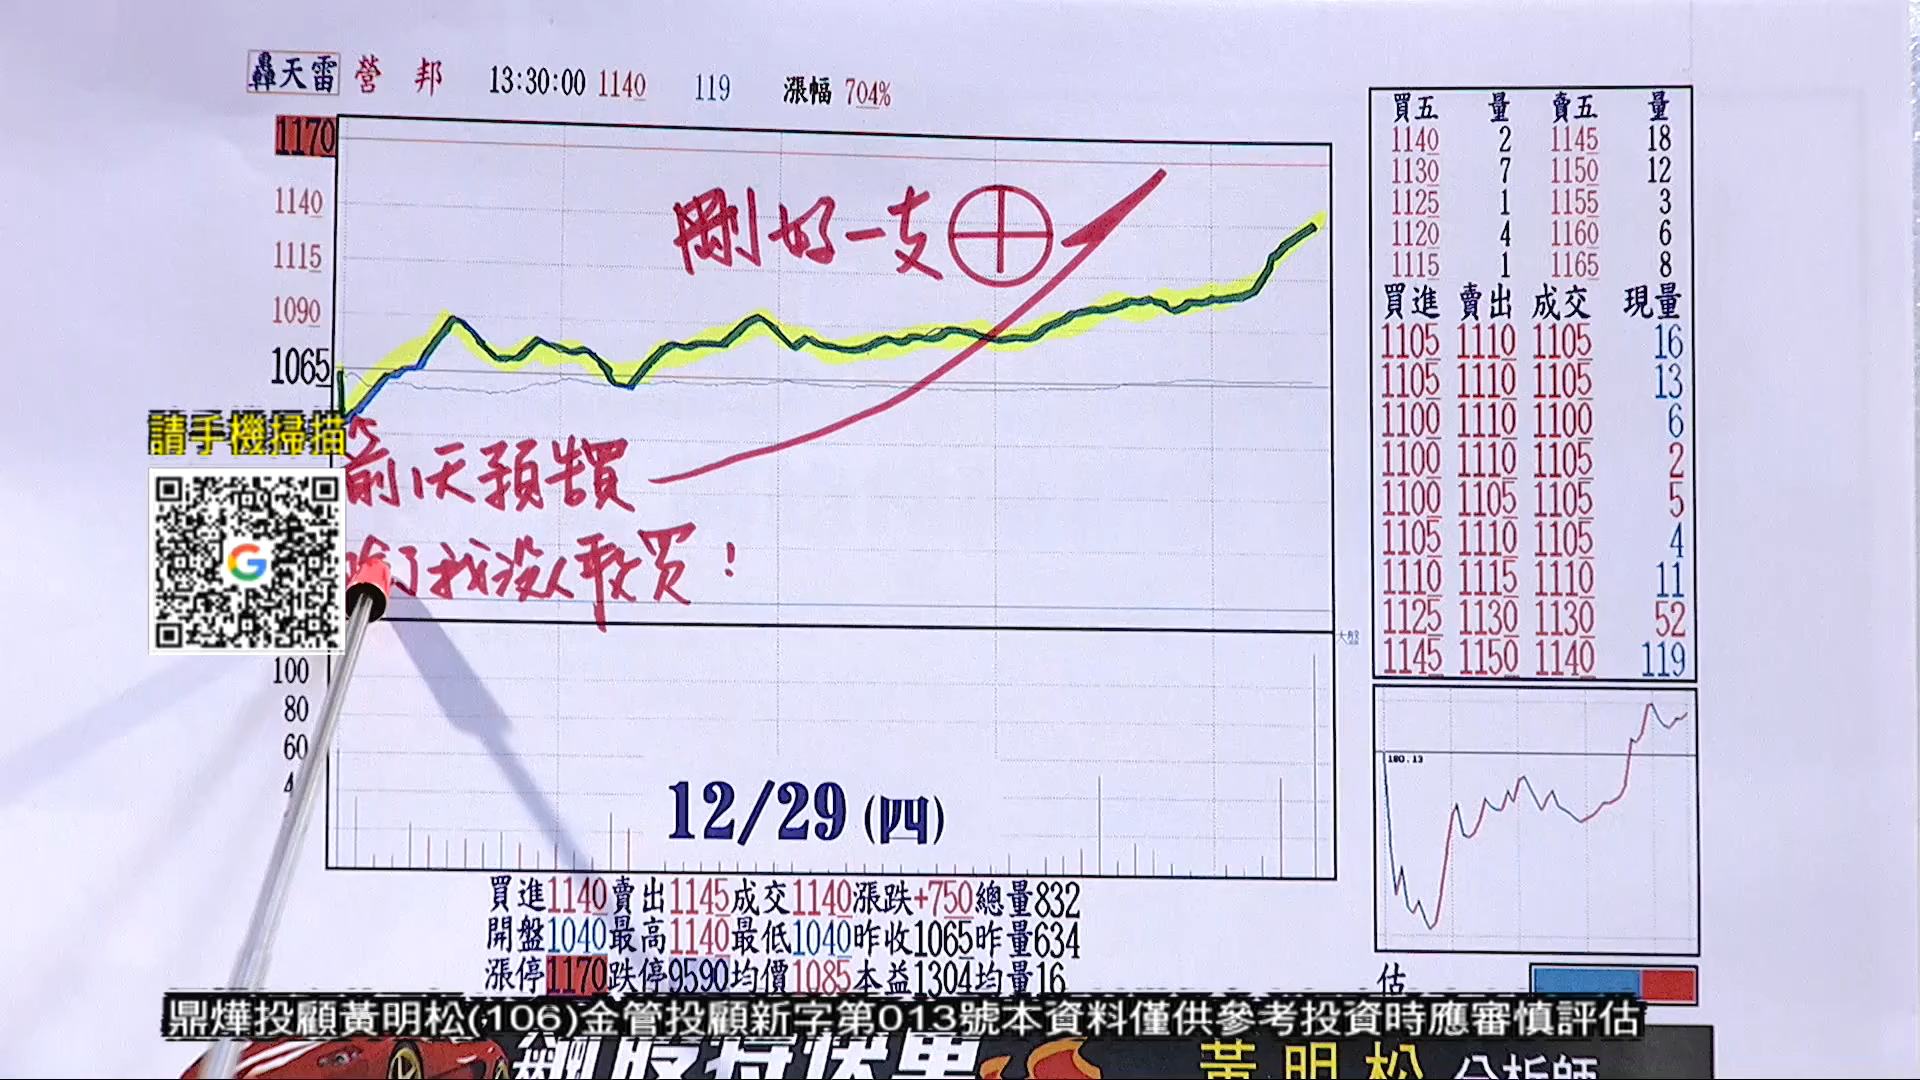 轟天雷 營邦 13:30:00 1140 119 漲幅 704%
1170
1140
1115
1090
1065
剛好一支
前天預告買
除了我沒人敢買！
請手機掃描
G
大盤
100
80
60
12/29 (四)
買進1140賣出1145成交1140漲跌+750總量832
開盤1040最高1140最低1040昨收1065昨量634
漲停1170跌停9590均價1085本益1304均量16
買五 量 賣五 量
1140 2 1145 18
1130 7 1150 12
1125 1 1155 3
1120 4 1160 6
1115 1 1165 8
買進 賣出 成交 現量
1105 1110 1105 16
1105 1110 1105 13
1100 1110 1100 6
1100 1110 1105 2
1100 1105 1105 5
1105 1110 1105 4
1110 1115 1110 11
1125 1130 1130 52
1145 1150 1140 119
180.13
估
鼎燁投顧黃明松(106)金管投顧新字第013號本資料僅供參考投資時應審慎評估
黃明松 分析師